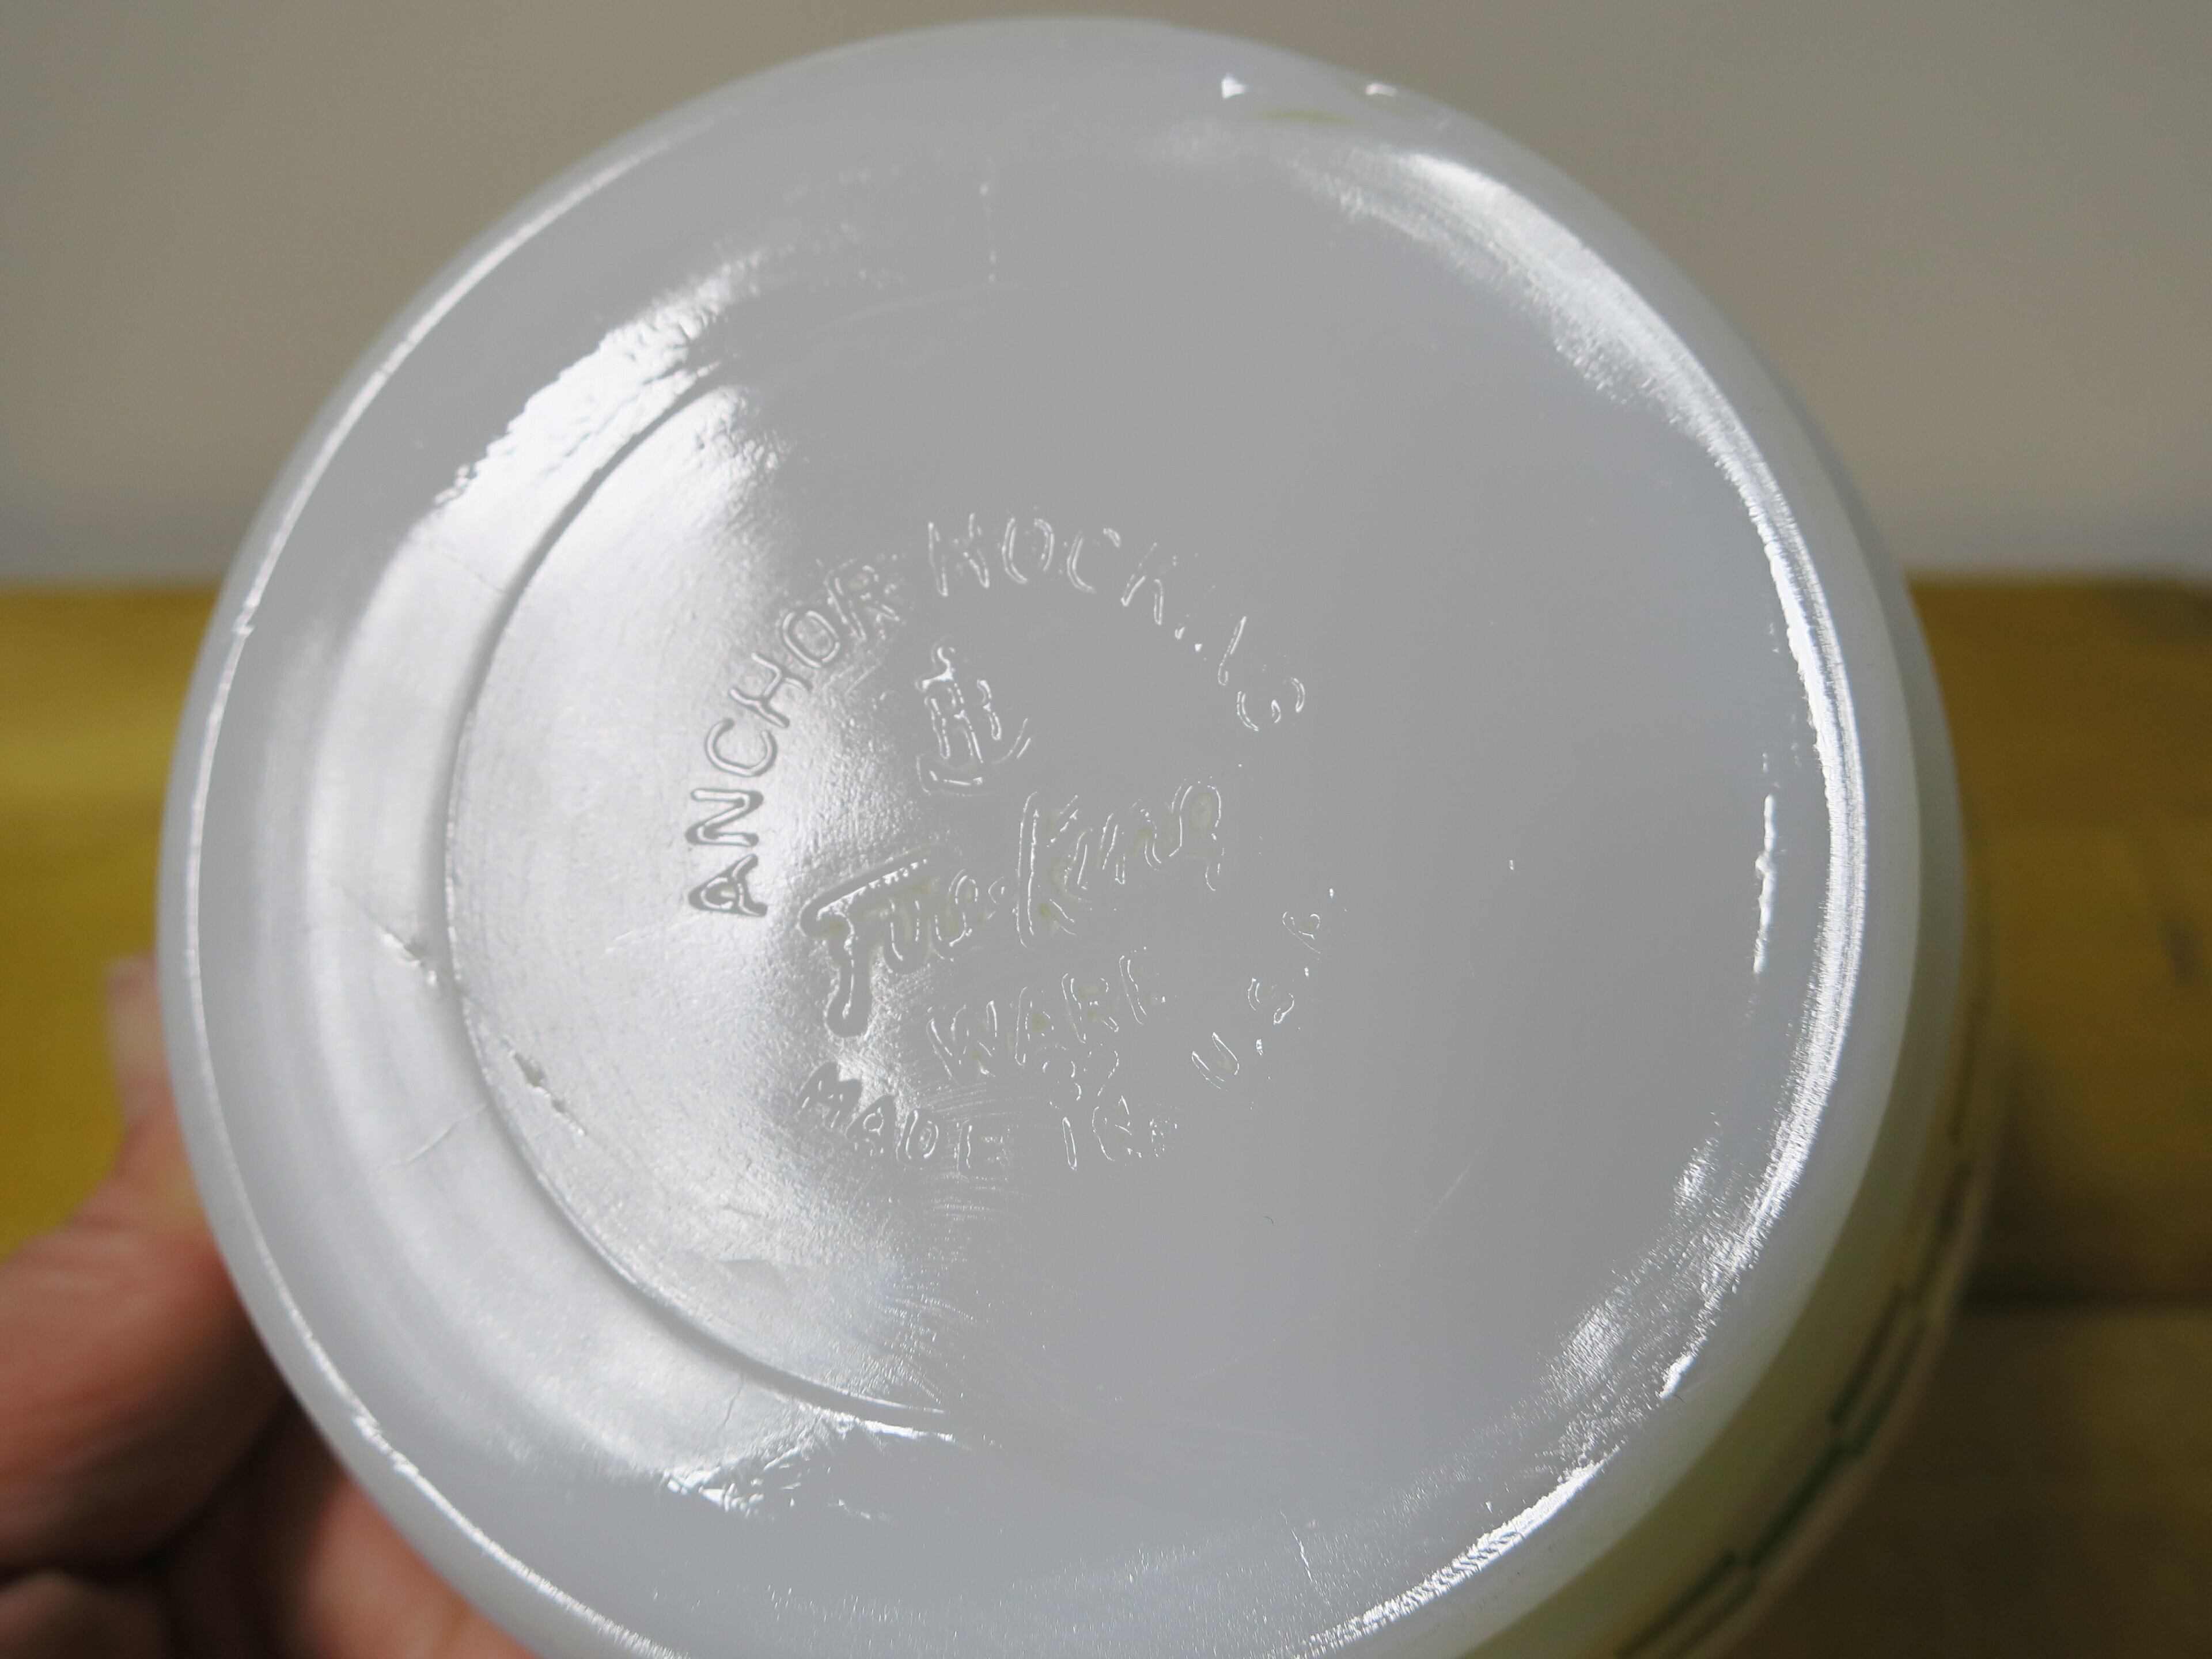 ANCHOR HOCKING
Fire-King
WARE
MADE IN U.S.A.